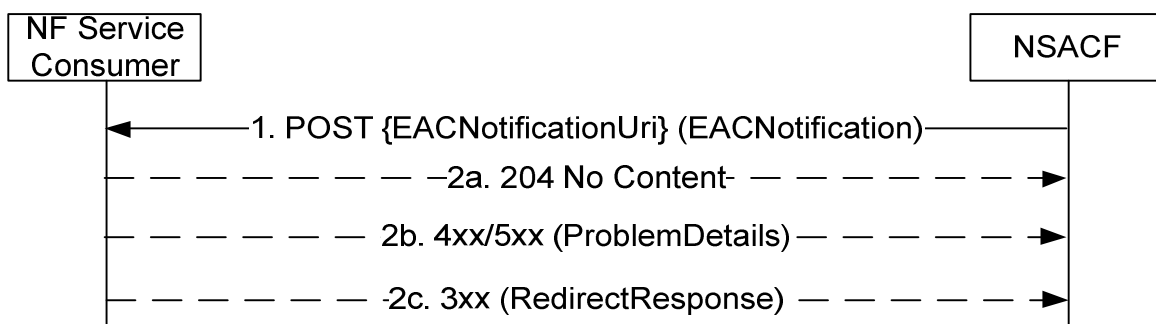 NF Service
Consumer
NSACF
1. POST {EACNotificationUri} (EACNotification)
2a. 204 No Content
2b. 4xx/5xx (ProblemDetails)
2c. 3xx (RedirectResponse)